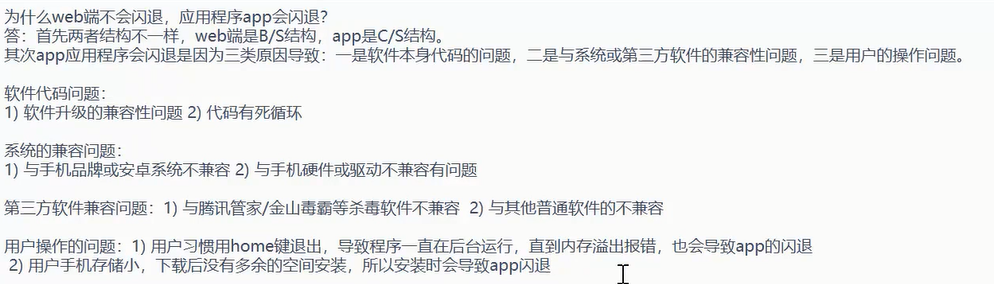 为什么web端不会闪退，应用程序app会闪退？
答：首先两者结构不一样，web端是B/S结构，app是C/S结构。
其次app应用程序会闪退是因为三类原因导致：一是软件本身代码的问题，二是与系统或第三方软件的兼容性问题，三是用户的操作问题。
软件代码问题：
1) 软件升级的兼容性问题 2) 代码有死循环
系统的兼容问题：
1) 与手机品牌或安卓系统不兼容 2) 与手机硬件或驱动不兼容有问题
第三方软件兼容问题：1) 与腾讯管家/金山毒霸等杀毒软件不兼容 2) 与其他普通软件的不兼容
用户操作的问题：1) 用户习惯用home键退出，导致程序一直在后台运行，直到内存溢出报错，也会导致app的闪退
2) 用户手机存储小，下载后没有多余的空间安装，所以安装时会导致app闪退